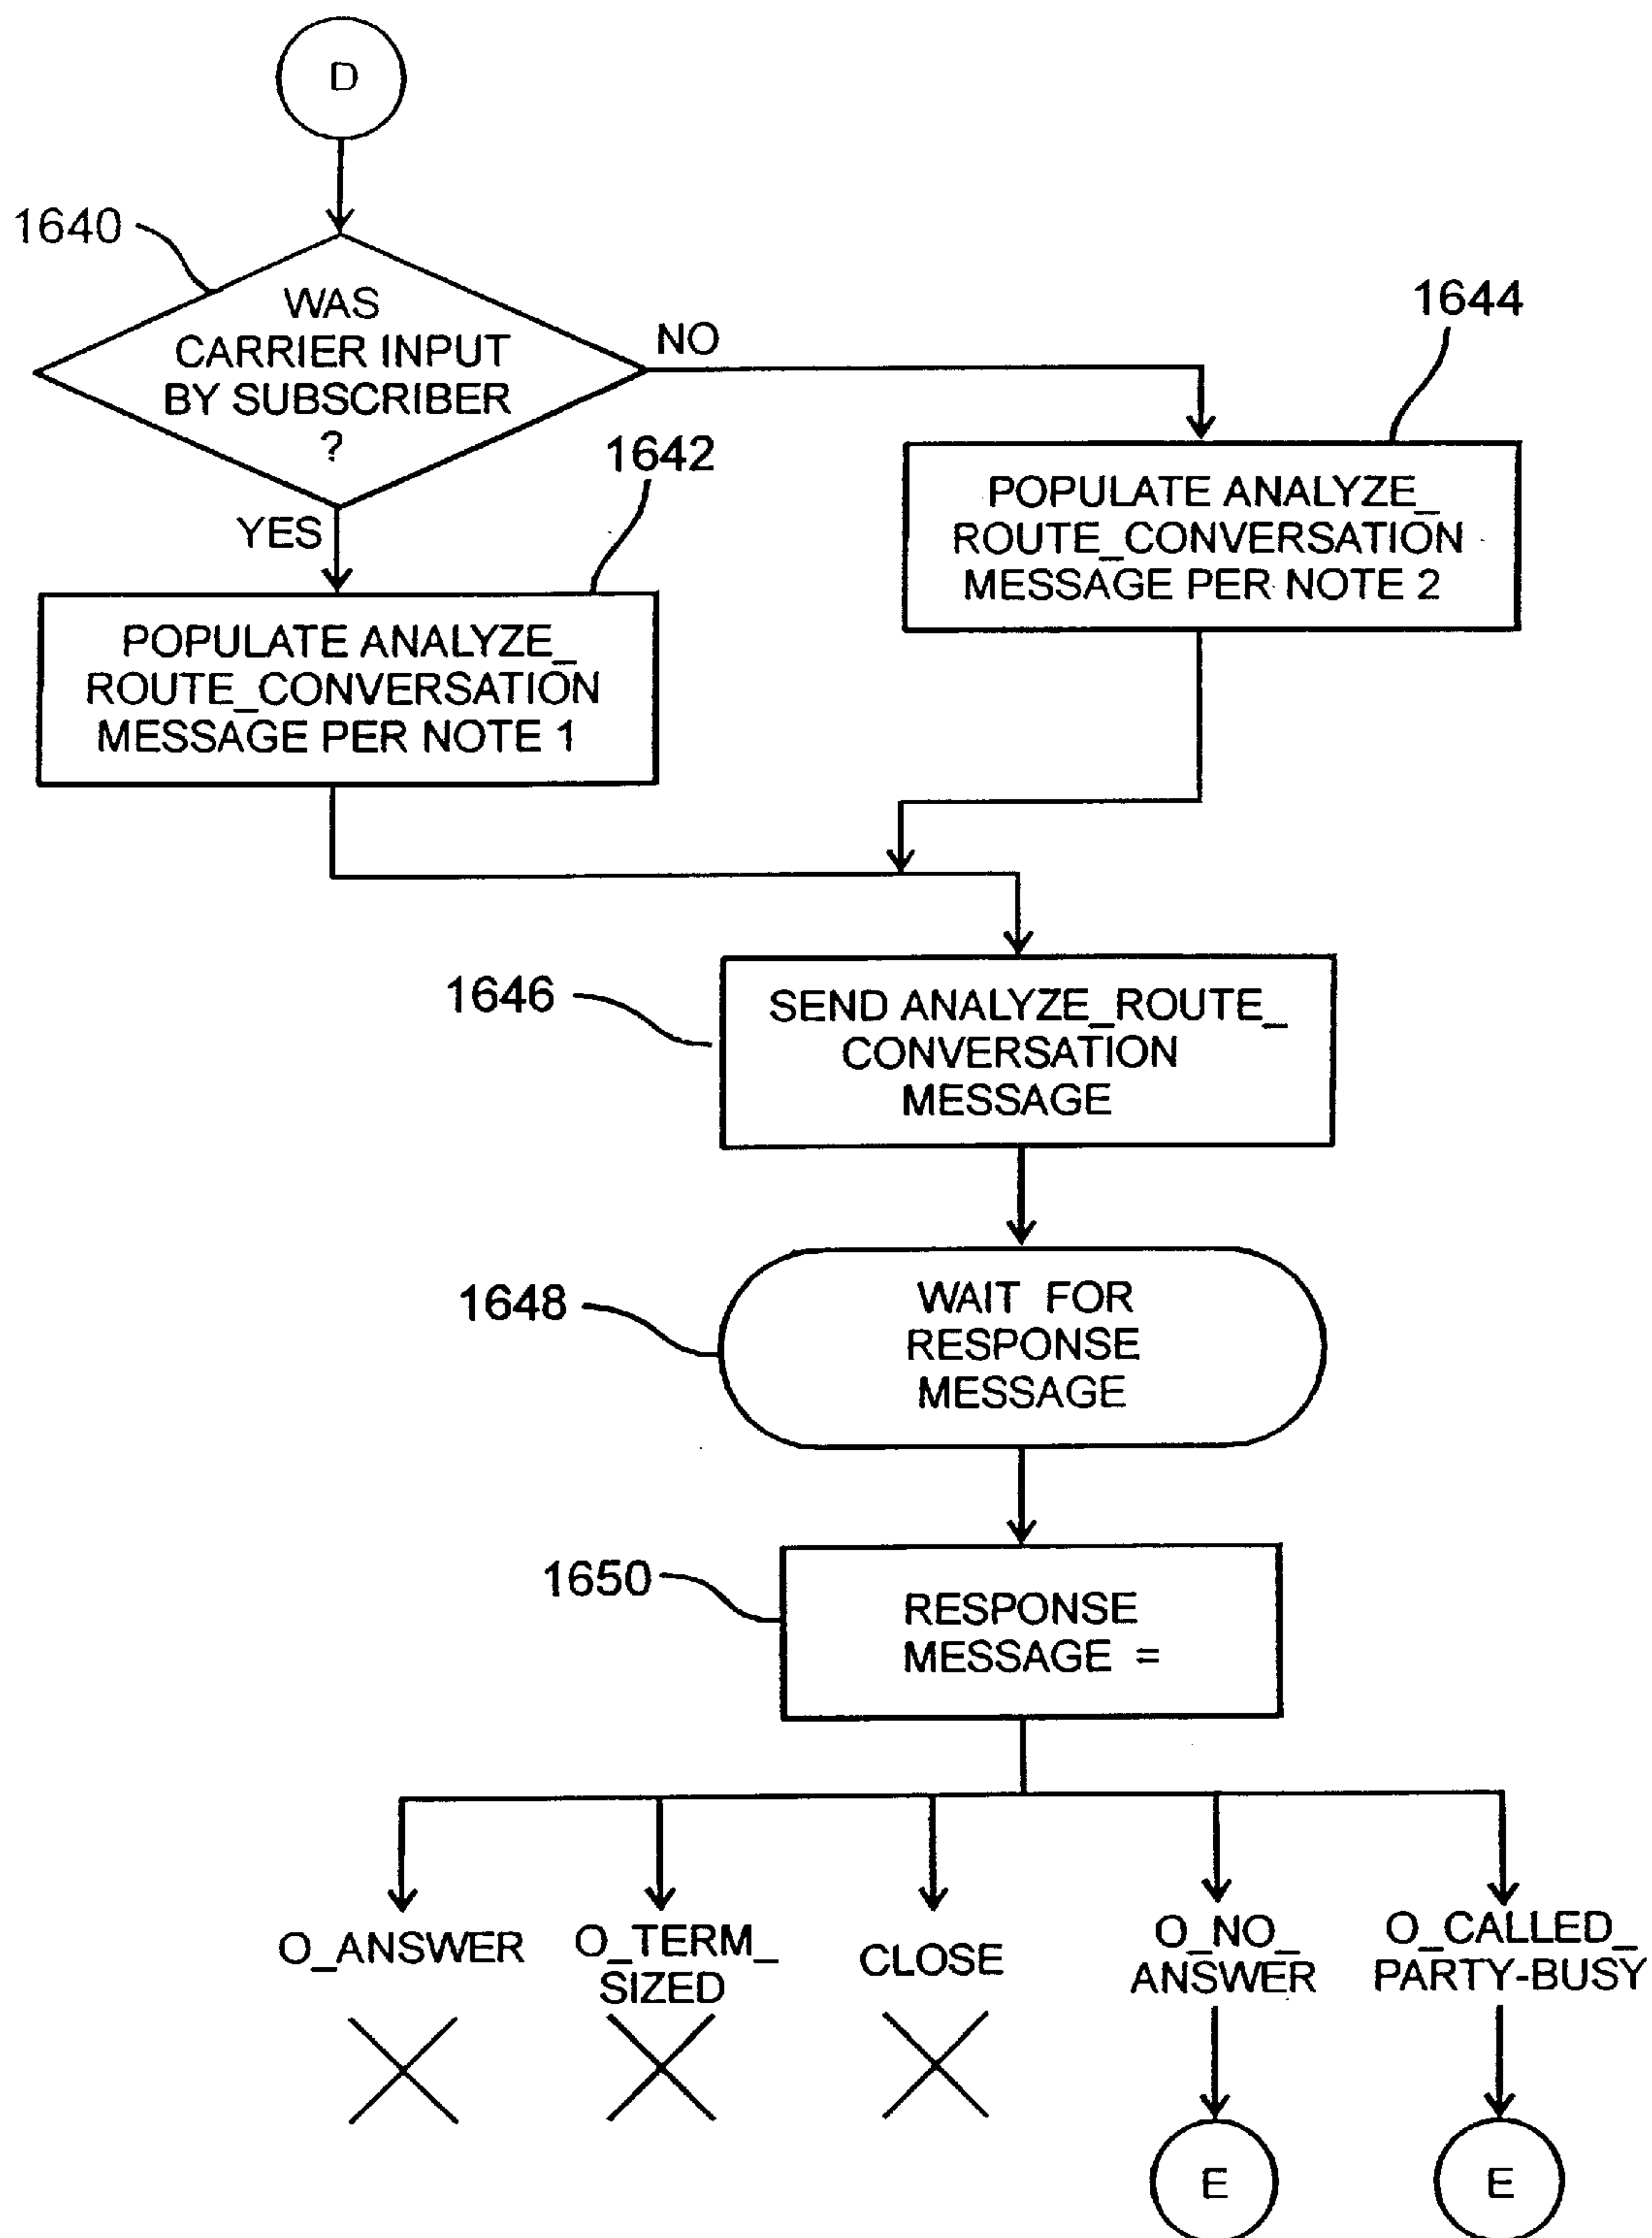 D
1640
WAS
CARRIER INPUT
BY SUBSCRIBER
?
NO
YES
1644
POPULATE ANALYZE_
ROUTE_CONVERSATION
MESSAGE PER NOTE 2
1642
POPULATE ANALYZE_
ROUTE_CONVERSATION
MESSAGE PER NOTE 1
1646
SEND ANALYZE_ROUTE_
CONVERSATION
MESSAGE
1648
WAIT FOR
RESPONSE
MESSAGE
1650
RESPONSE
MESSAGE =
O_ANSWER
O_TERM_
SIZED
CLOSE
O_NO_
ANSWER
O_CALLED_
PARTY-BUSY
E
E